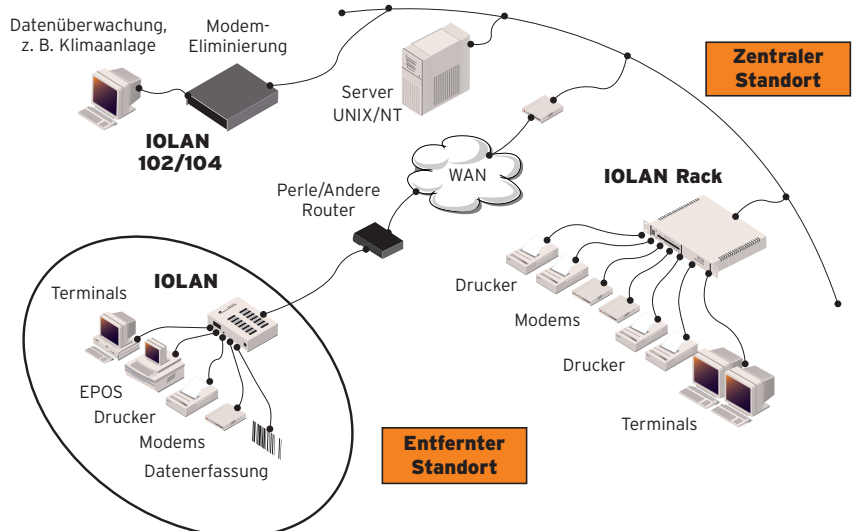 Datenüberwachung,
z. B. Klimaanlage
Modem-
Eliminierung
IOLAN
102/104
Server
UNIX/NT
Zentraler
Standort
WAN
IOLAN Rack
Perle/Andere
Router
IOLAN
Terminals
EPOS
Drucker
Modems
Datenerfassung
Entfernter
Standort
Drucker
Modems
Drucker
Terminals